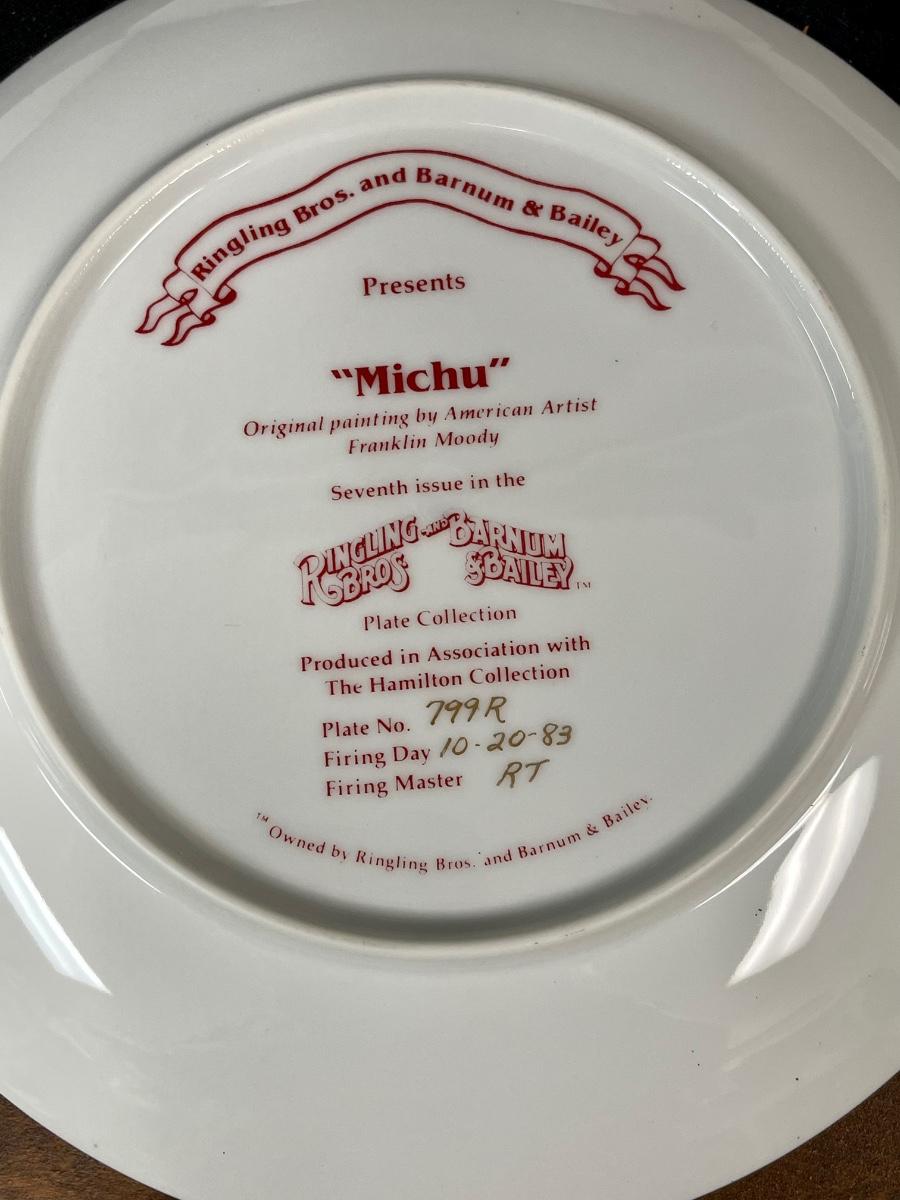 Ringling Bros. and Barnum & Bailey
Presents
"Michu"
Original painting by American Artist
Franklin Moody
Seventh issue in the
RINGLING BROS AND BARNUM & BAILEY TM
Plate Collection
Produced in Association with
The Hamilton Collection
Plate No. 799R
Firing Day 10-20-83
Firing Master RT
TM Owned by Ringling Bros. and Barnum & Bailey.